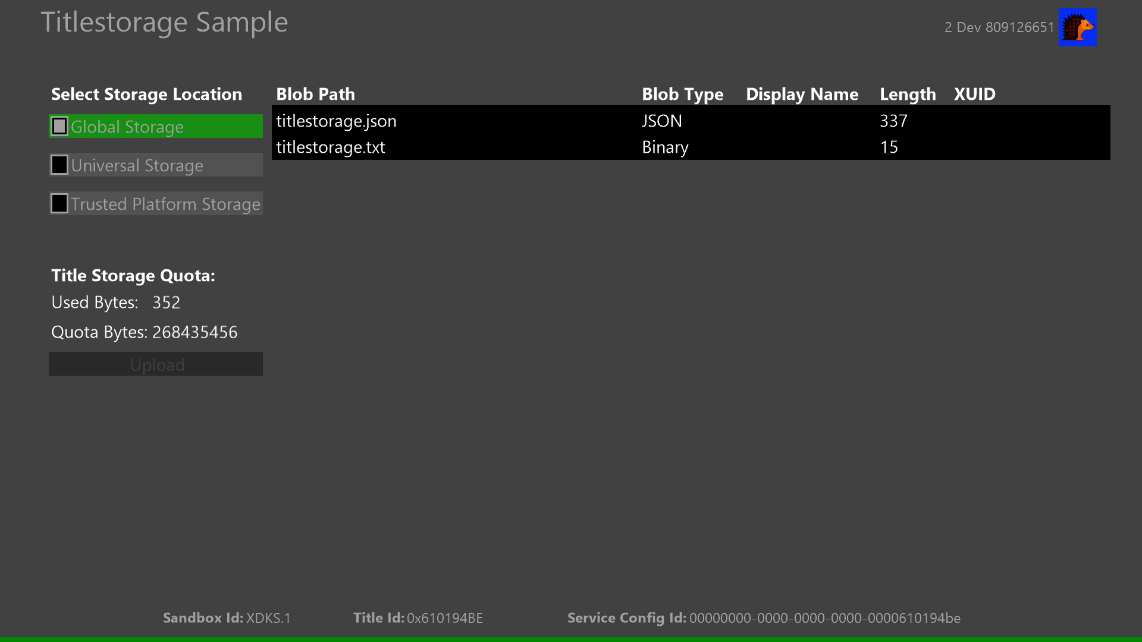 Titlestorage Sample
2 Dev 809126651
Select Storage Location
Global Storage
Universal Storage
Trusted Platform Storage
Title Storage Quota:
Used Bytes: 352
Quota Bytes: 268435456
Upload
Blob Path Blob Type Display Name Length XUID
titlestorage.json JSON 337
titlestorage.txt Binary 15
Sandbox Id: XDKS.1 Title Id: 0x610194BE Service Config Id: 00000000-0000-0000-0000-0000610194be